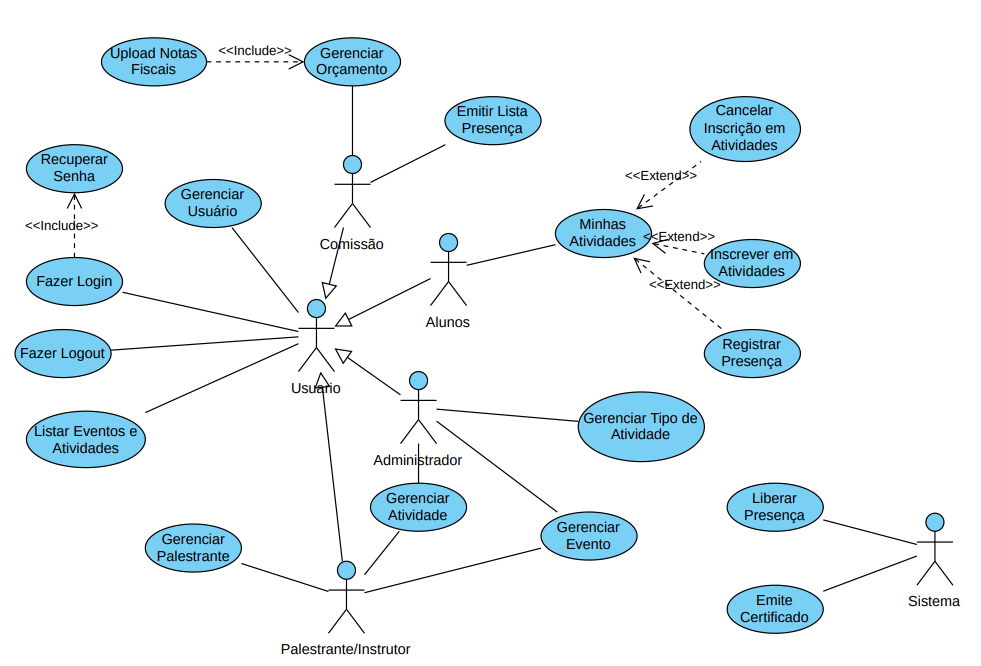 Upload Notas
Fiscais
<<Include>>
Gerenciar
Orçamento
Emitir Lista
Presença
Cancelar
Inscrição em
Atividades
Recuperar
Senha
Gerenciar
Usuário
<<Extend>>
<<Include>>
Comissão
Minhas
Atividades
<<Extend>>
Inscrever em
Atividades
Fazer Login
<<Extend>>
Alunos
Fazer Logout
Registrar
Presença
Usuario
Listar Eventos e
Atividades
Gerenciar Tipo de
Atividade
Administrador
Gerenciar
Atividade
Liberar
Presença
Gerenciar
Palestrante
Gerenciar
Evento
Sistema
Emite
Certificado
Palestrante/Instrutor